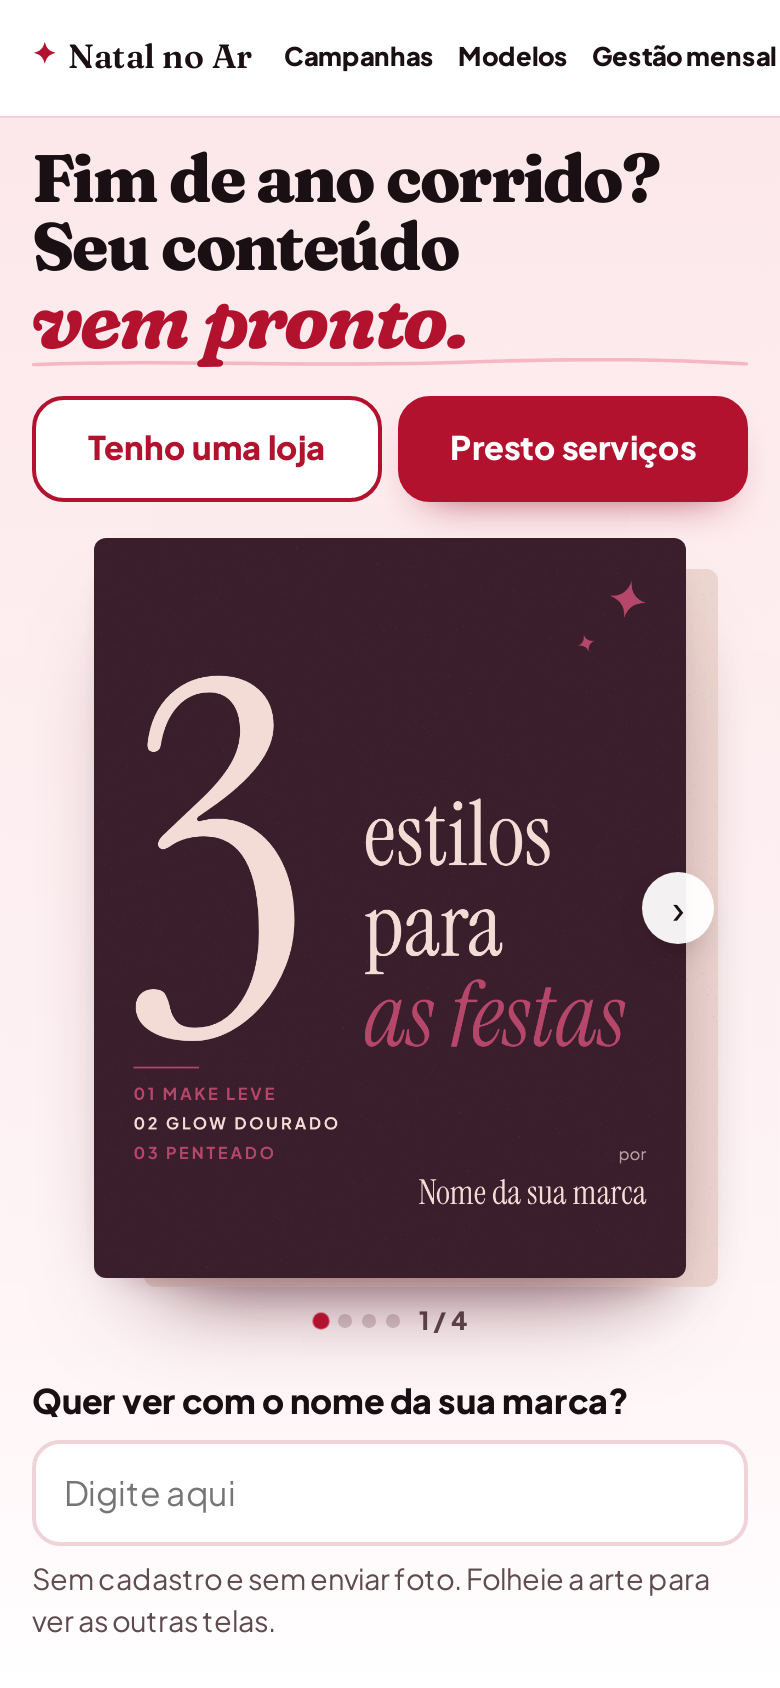 Natal no Ar Campanhas Modelos Gestão mensal
Fim de ano corrido?
Seu conteúdo
vem pronto.
Tenho uma loja Presto serviços
3
estilos
para
as festas
01 MAKE LEVE
02 GLOW DOURADO
03 PENTEADO
por
Nome da sua marca
›
1 / 4
Quer ver com o nome da sua marca?
Digite aqui
Sem cadastro e sem enviar foto. Folheie a arte para
ver as outras telas.